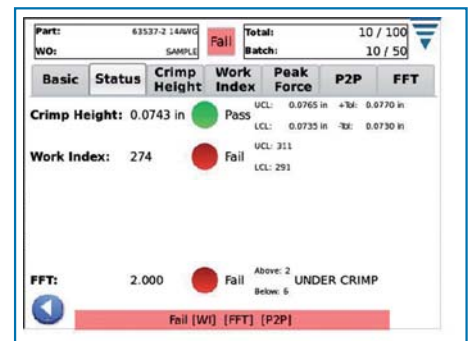 Part: 63537-2 14AWG Fail Total: 10 / 100
WO: SAMPLE Batch: 10 / 50
Basic Status Crimp Height Work Index Peak Force P2P FFT
Crimp Height: 0.0743 in Pass UCL: 0.0765 in +Tol: 0.0770 in
LCL: 0.0735 in -Tol: 0.0730 in
Work Index: 274 Fail UCL: 311
LCL: 291
FFT: 2.000 Fail Above: 2 UNDER CRIMP
Below: 6
Fail [WI] [FFT] [P2P]